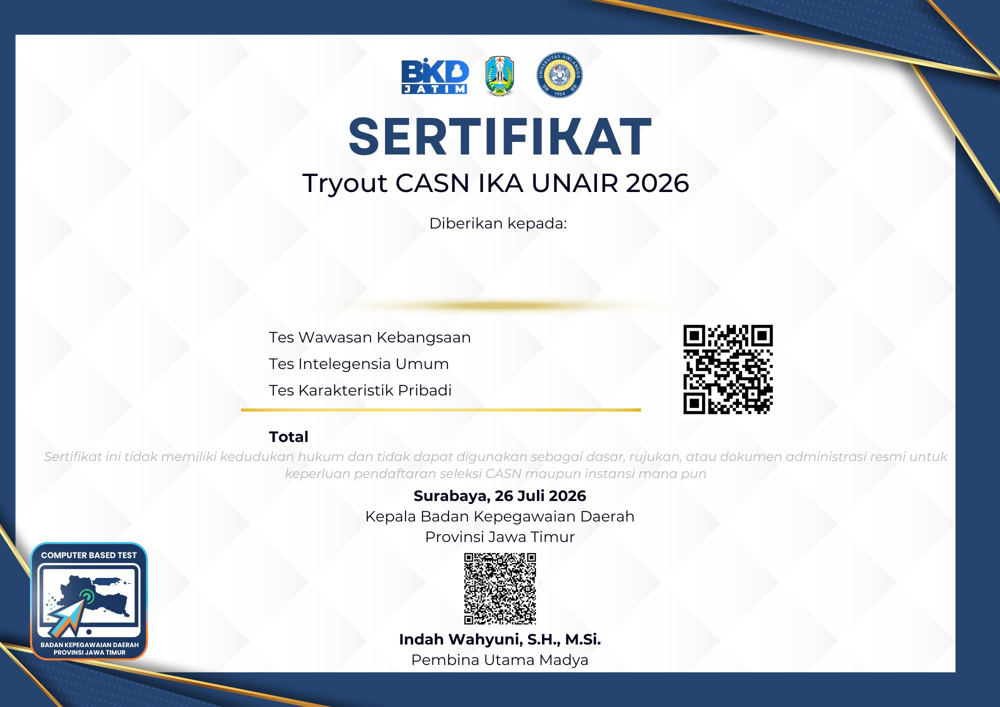 BKD
JATIM
UNIVERSITAS AIRLANGGA
1954
SERTIFIKAT
Tryout CASN IKA UNAIR 2026
Diberikan kepada:
Tes Wawasan Kebangsaan
Tes Intelegensia Umum
Tes Karakteristik Pribadi
Total
Sertifikat ini tidak memiliki kedudukan hukum dan tidak dapat digunakan sebagai dasar, rujukan, atau dokumen administrasi resmi untuk
keperluan pendaftaran seleksi CASN maupun instansi mana pun
Surabaya, 26 Juli 2026
Kepala Badan Kepegawaian Daerah
Provinsi Jawa Timur
Indah Wahyuni, S.H., M.Si.
Pembina Utama Madya
COMPUTER BASED TEST
BADAN KEPEGAWAIAN DAERAH
PROVINSI JAWA TIMUR